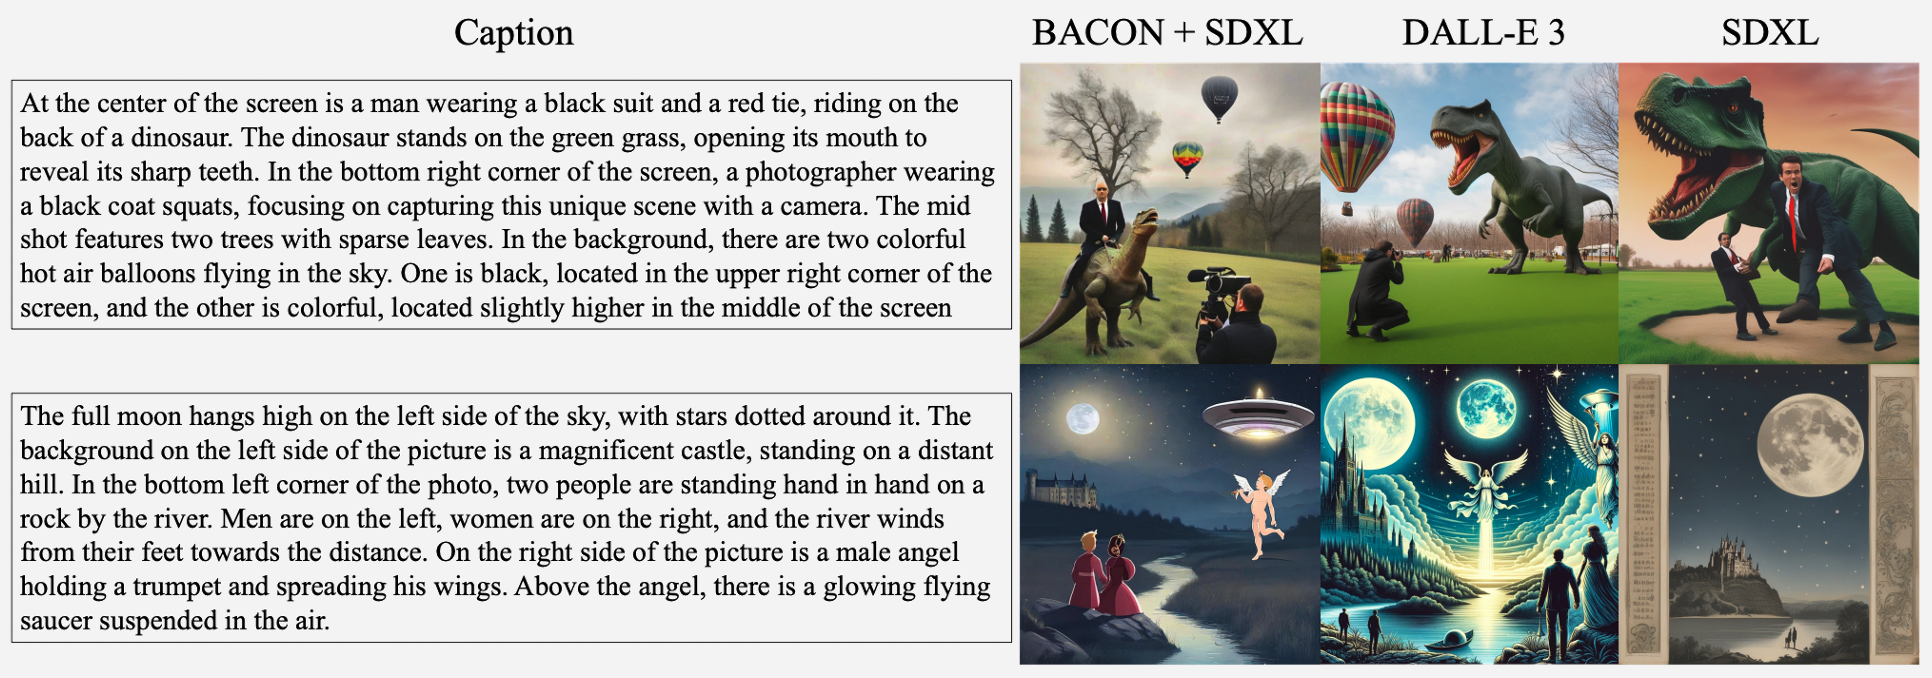 Caption
BACON + SDXL
DALL-E 3
SDXL
At the center of the screen is a man wearing a black suit and a red tie, riding on the
back of a dinosaur. The dinosaur stands on the green grass, opening its mouth to
reveal its sharp teeth. In the bottom right corner of the screen, a photographer wearing
a black coat squats, focusing on capturing this unique scene with a camera. The mid
shot features two trees with sparse leaves. In the background, there are two colorful
hot air balloons flying in the sky. One is black, located in the upper right corner of the
screen, and the other is colorful, located slightly higher in the middle of the screen
The full moon hangs high on the left side of the sky, with stars dotted around it. The
background on the left side of the picture is a magnificent castle, standing on a distant
hill. In the bottom left corner of the photo, two people are standing hand in hand on a
rock by the river. Men are on the left, women are on the right, and the river winds
from their feet towards the distance. On the right side of the picture is a male angel
holding a trumpet and spreading his wings. Above the angel, there is a glowing flying
saucer suspended in the air.